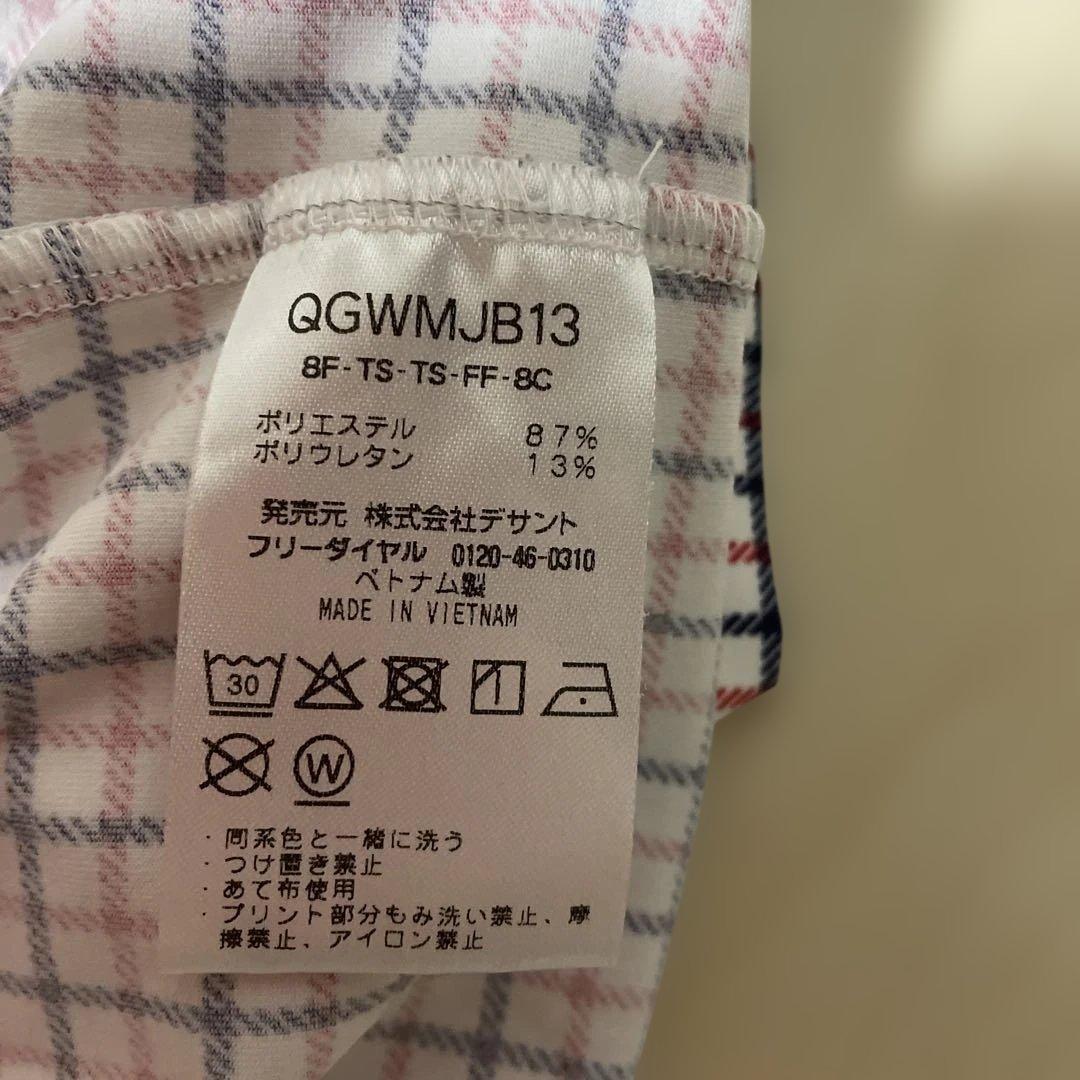 QGWMJB13
8F-TS-TS-FF-8C
ポリエステル 87%
ポリウレタン 13%
発売元 株式会社デサント
フリーダイヤル 0120-46-0310
ベトナム製
MADE IN VIETNAM
30
W
・同系色と一緒に洗う
・つけ置き禁止
・あて布使用
・プリント部分もみ洗い禁止、摩
擦禁止、アイロン禁止